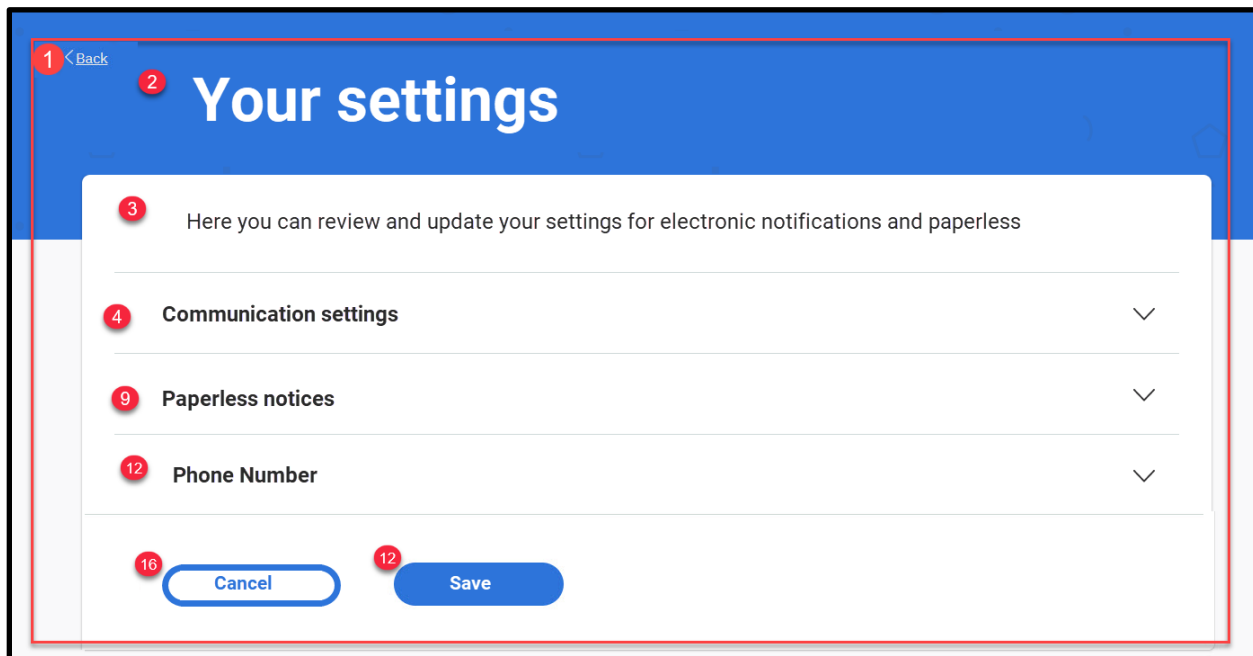 1 Back
2 Your settings
3 Here you can review and update your settings for electronic notifications and paperless
4 Communication settings
9 Paperless notices
12 Phone Number
16 Cancel 12 Save